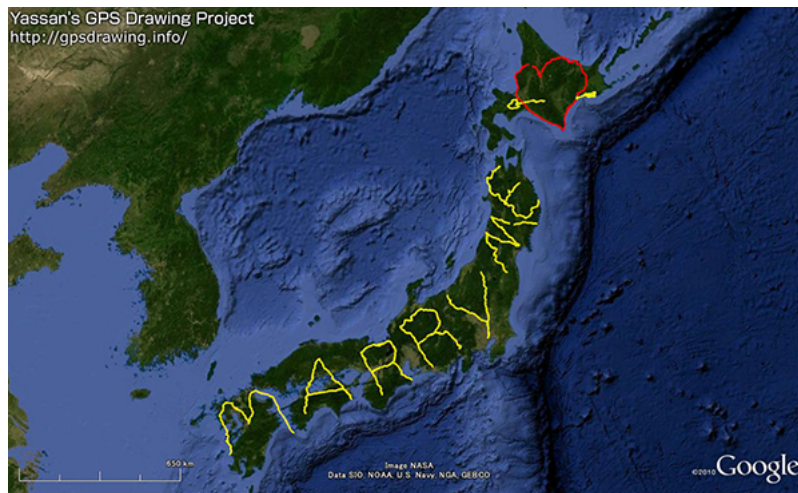 Yassan's GPS Drawing Project
http://gpsdrawing.info/
MARRY ME
650 km
Image NASA
Data SIO, NOAA, U.S. Navy, NGA, GEBCO
©2010 Google